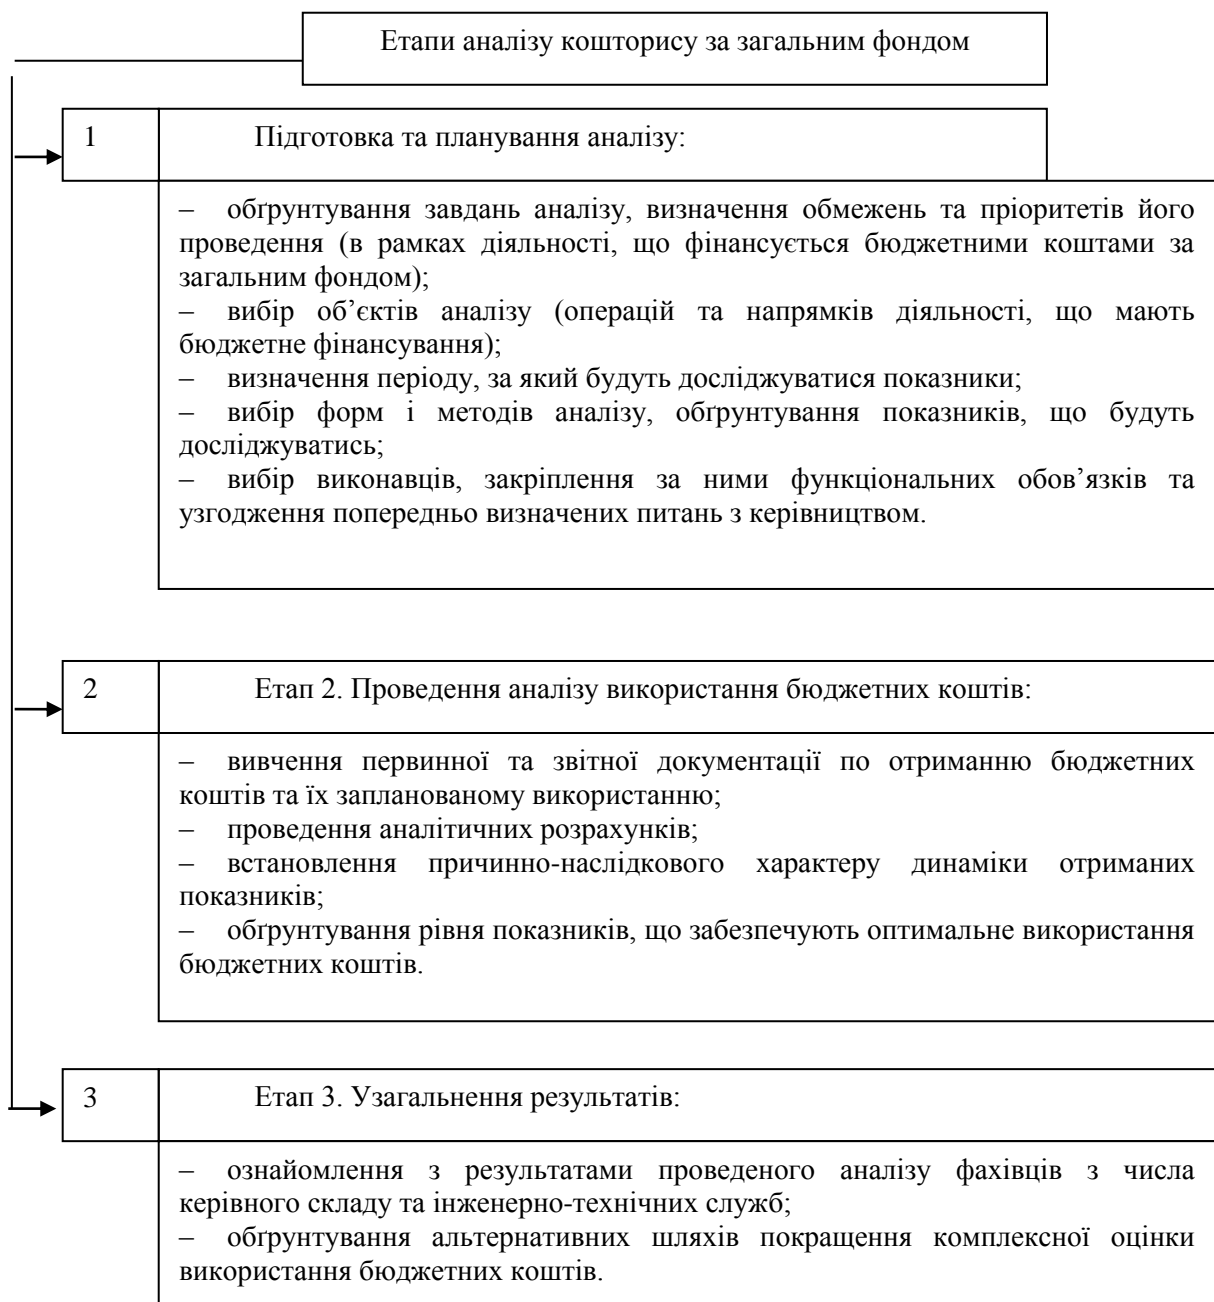 Етапи аналізу кошторису за загальним фондом
1 Підготовка та планування аналізу:
– обґрунтування завдань аналізу, визначення обмежень та пріоритетів його
проведення (в рамках діяльності, що фінансується бюджетними коштами за
загальним фондом);
– вибір об’єктів аналізу (операцій та напрямків діяльності, що мають
бюджетне фінансування);
– визначення періоду, за який будуть досліджуватися показники;
– вибір форм і методів аналізу, обґрунтування показників, що будуть
досліджуватись;
– вибір виконавців, закріплення за ними функціональних обов’язків та
узгодження попередньо визначених питань з керівництвом.
2 Етап 2. Проведення аналізу використання бюджетних коштів:
– вивчення первинної та звітної документації по отриманню бюджетних
коштів та їх запланованому використанню;
– проведення аналітичних розрахунків;
– встановлення причинно-наслідкового характеру динаміки отриманих
показників;
– обґрунтування рівня показників, що забезпечують оптимальне використання
бюджетних коштів.
3 Етап 3. Узагальнення результатів:
– ознайомлення з результатами проведеного аналізу фахівців з числа
керівного складу та інженерно-технічних служб;
– обґрунтування альтернативних шляхів покращення комплексної оцінки
використання бюджетних коштів.